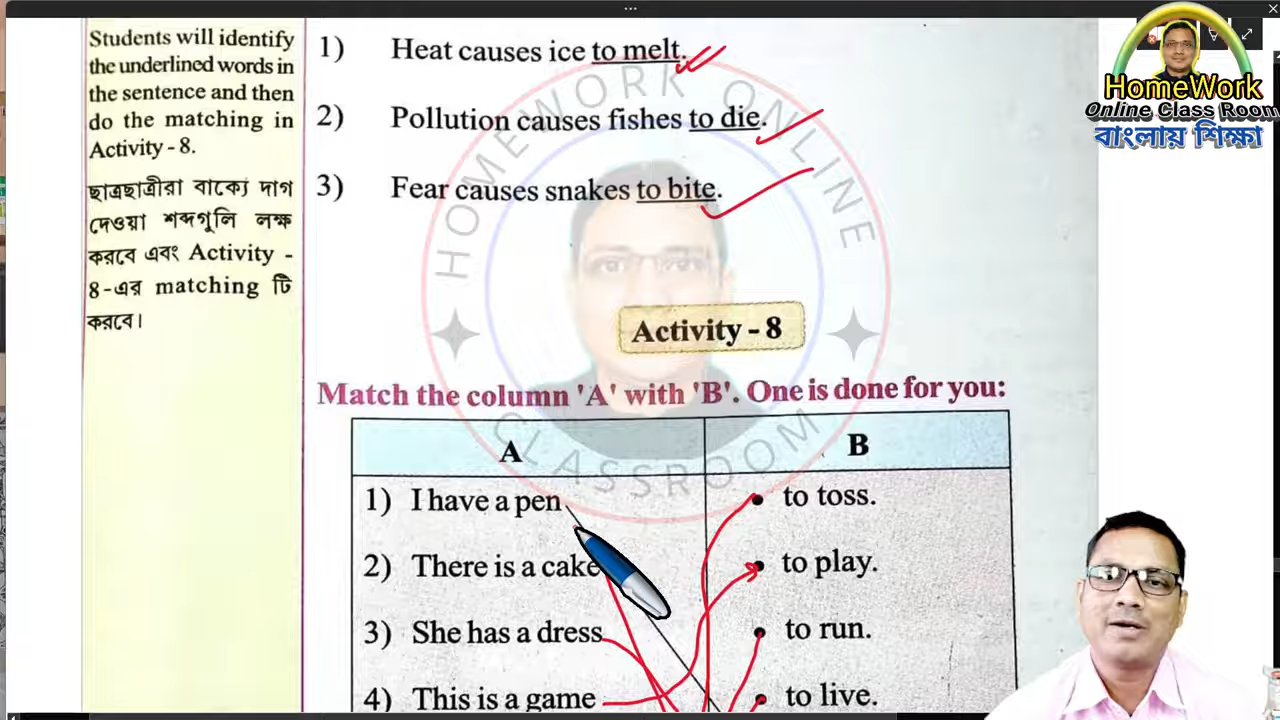 Students will identify
the underlined words in
the sentence and then
do the matching in
Activity - 8.
ছাত্রছাত্রীরা বাক্যে দাগ
দেওয়া শব্দগুলি লক্ষ
করবে এবং Activity -
8-এর matching টি
করবে।
1) Heat causes ice to melt.
2) Pollution causes fishes to die.
3) Fear causes snakes to bite.
Activity - 8
Match the column 'A' with 'B'. One is done for you:
A B
1) I have a pen to toss.
2) There is a cake to play.
3) She has a dress to run.
4) This is a game to live.
HOMEWORK ONLINE
CLASSROOM
HomeWork
Online Class Room
বাংলায় শিক্ষা